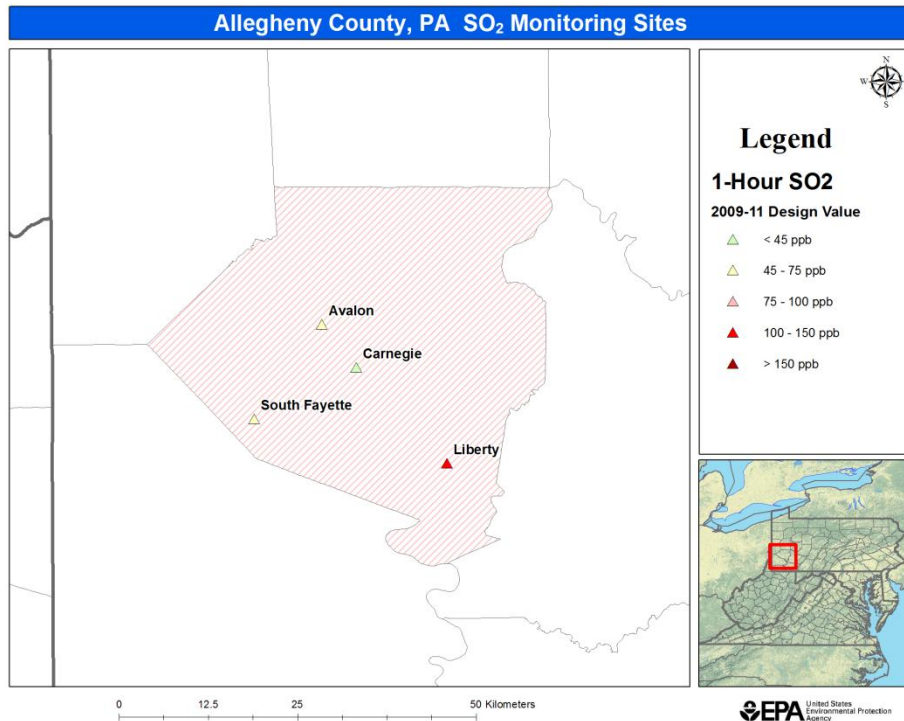 Allegheny County, PA SO₂ Monitoring Sites
N
W E
S
Legend
1-Hour SO2
2009-11 Design Value
< 45 ppb
45 - 75 ppb
75 - 100 ppb
100 - 150 ppb
> 150 ppb
Avalon
Carnegie
South Fayette
Liberty
0 12.5 25 50 Kilometers
EPA
United States
Environmental Protection
Agency